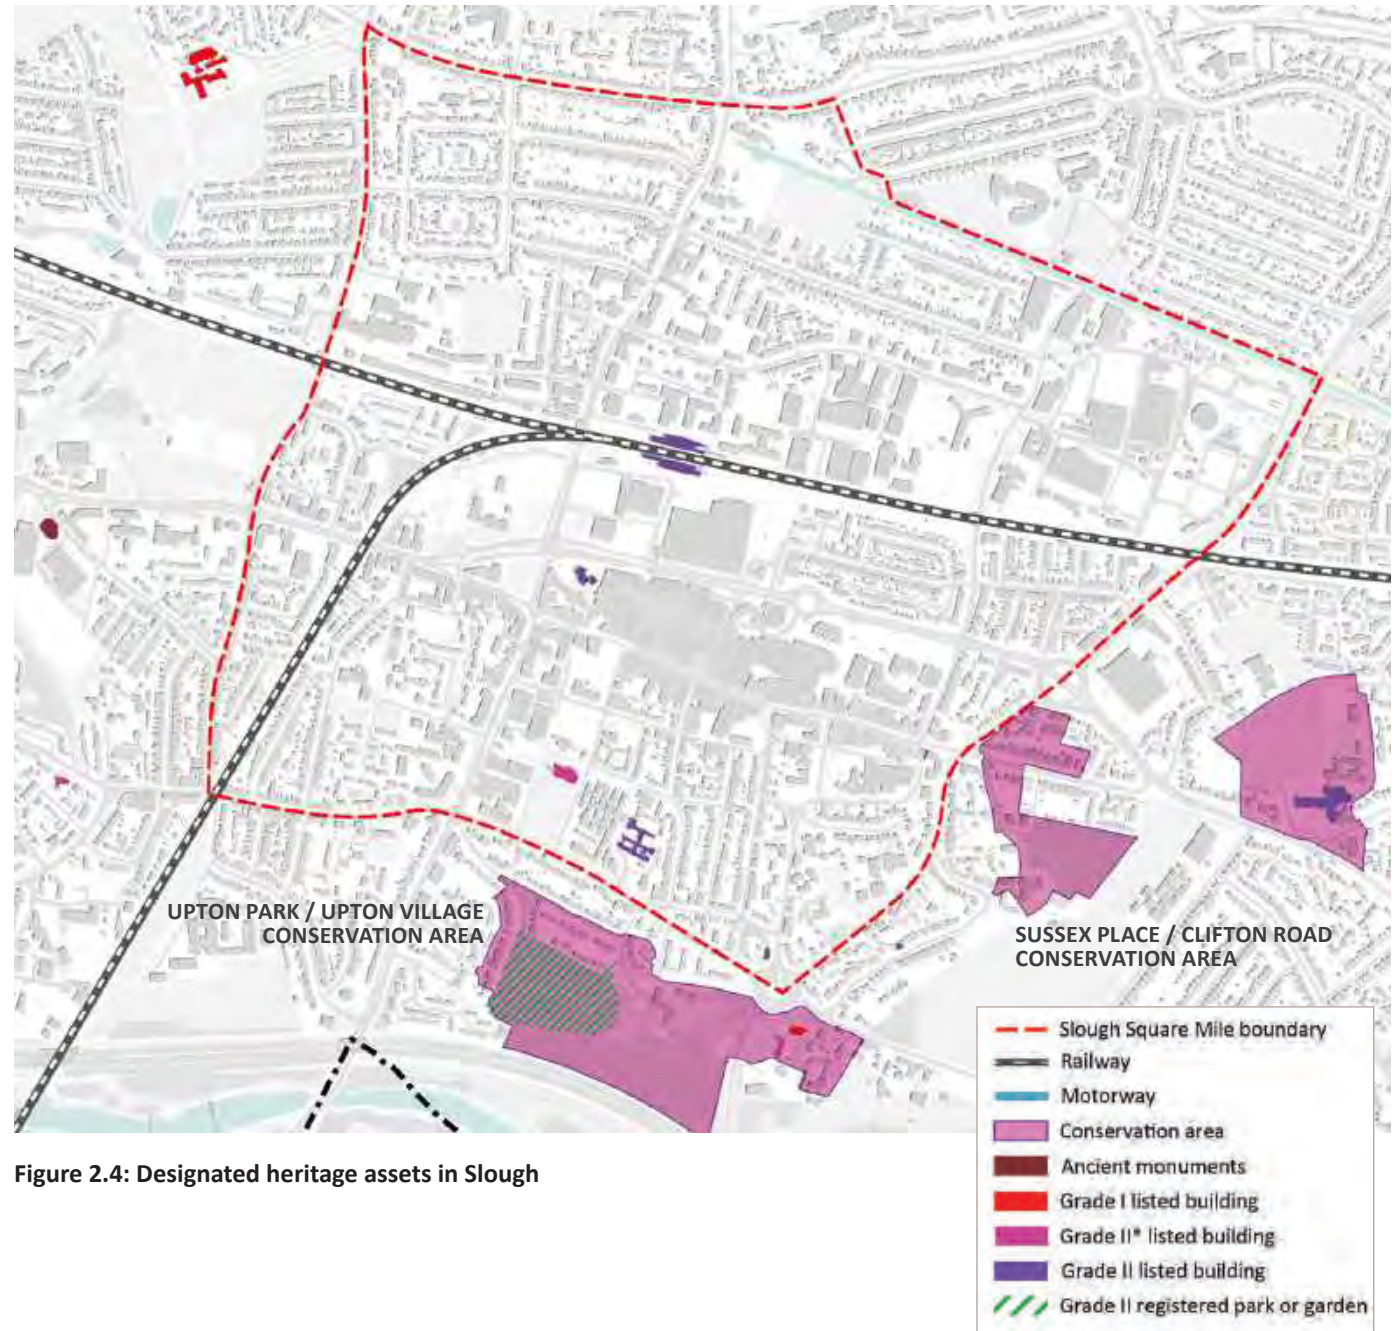 UPTON PARK / UPTON VILLAGE
CONSERVATION AREA
SUSSEX PLACE / CLIFTON ROAD
CONSERVATION AREA
Slough Square Mile boundary
Railway
Motorway
Conservation area
Ancient monuments
Grade I listed building
Grade II* listed building
Grade II listed building
Grade II registered park or garden
Figure 2.4: Designated heritage assets in Slough